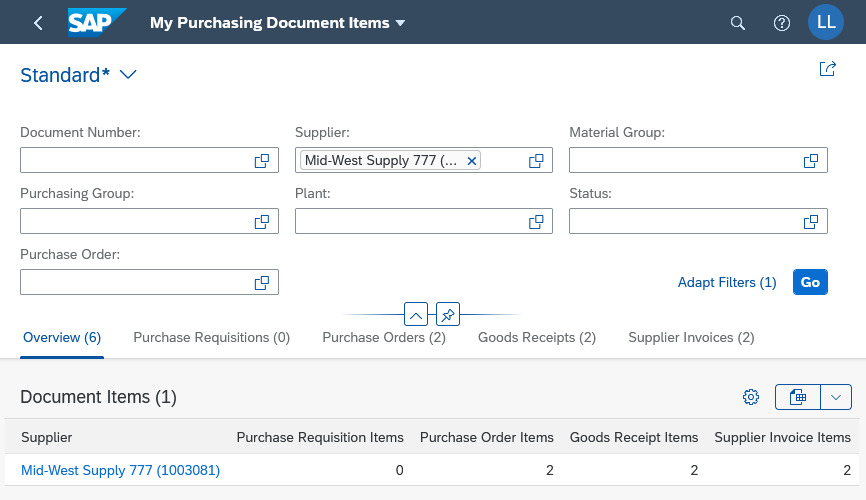 SAP My Purchasing Document Items LL
Standard*
Document Number: Supplier: Material Group:
Mid-West Supply 777 (...
Purchasing Group: Plant: Status:
Purchase Order:
Adapt Filters (1) Go
Overview (6) Purchase Requisitions (0) Purchase Orders (2) Goods Receipts (2) Supplier Invoices (2)
Document Items (1)
Supplier Purchase Requisition Items Purchase Order Items Goods Receipt Items Supplier Invoice Items
Mid-West Supply 777 (1003081) 0 2 2 2